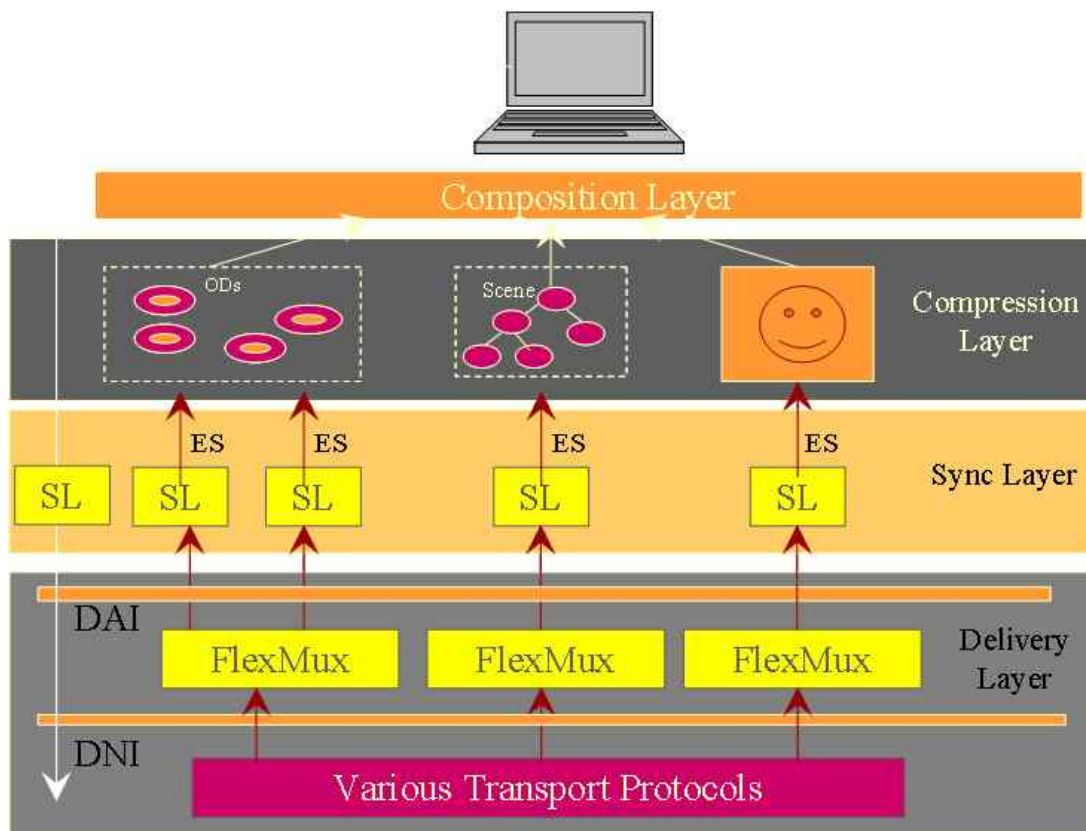 Composition Layer
ODs
Scene
Compression
Layer
ES
ES
ES
ES
Sync Layer
SL
SL
SL
SL
SL
DAI
FlexMux
FlexMux
FlexMux
Delivery
Layer
DNI
Various Transport Protocols